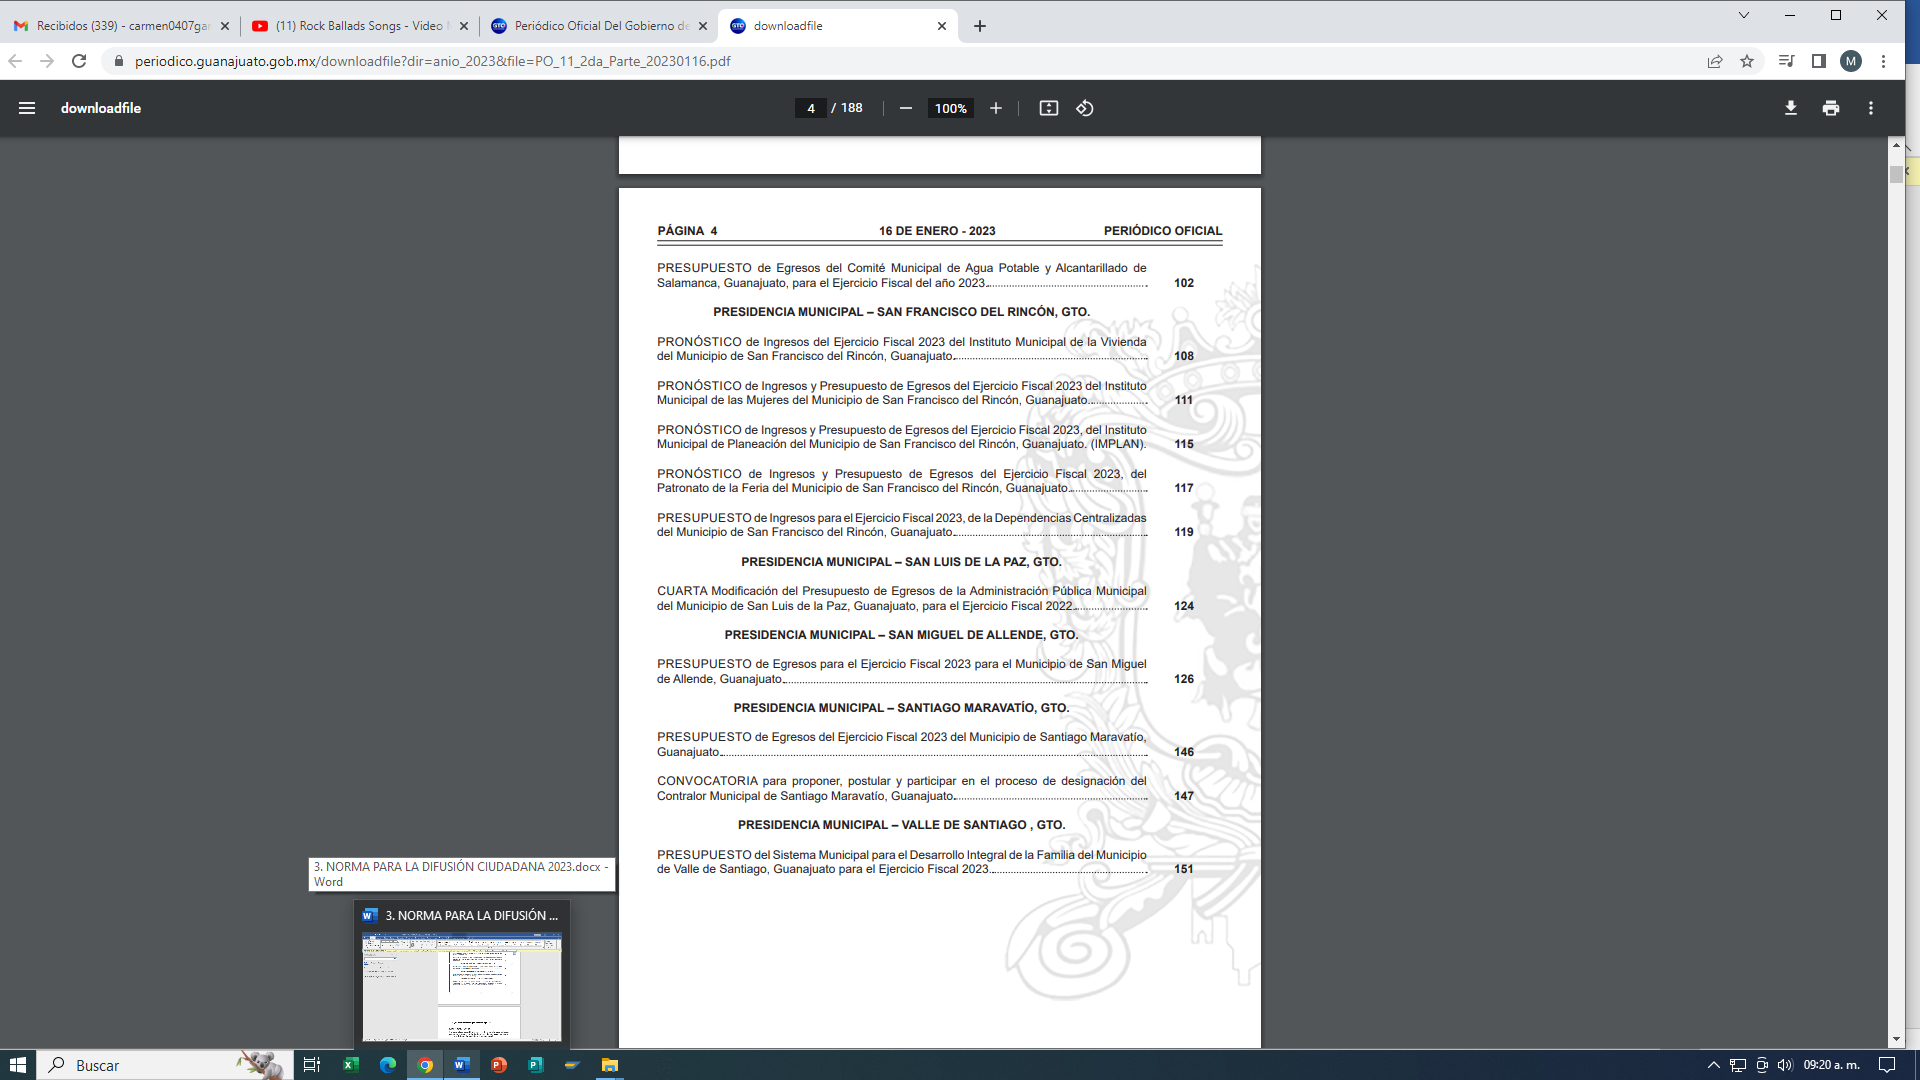 Recibidos (339) - carmen0407ga
(11) Rock Ballads Songs - Video
Periódico Oficial Del Gobierno de
downloadfile
periodico.guanajuato.gob.mx/downloadfile?dir=anio_2023&file=PO_11_2da_Parte_20230116.pdf
M
downloadfile
4 / 188
100%
PÁGINA 4 16 DE ENERO - 2023 PERIÓDICO OFICIAL
PRESUPUESTO de Egresos del Comité Municipal de Agua Potable y Alcantarillado de
Salamanca, Guanajuato, para el Ejercicio Fiscal del año 2023. 102
PRESIDENCIA MUNICIPAL – SAN FRANCISCO DEL RINCÓN, GTO.
PRONÓSTICO de Ingresos del Ejercicio Fiscal 2023 del Instituto Municipal de la Vivienda
del Municipio de San Francisco del Rincón, Guanajuato. 108
PRONÓSTICO de Ingresos y Presupuesto de Egresos del Ejercicio Fiscal 2023 del Instituto
Municipal de las Mujeres del Municipio de San Francisco del Rincón, Guanajuato. 111
PRONÓSTICO de Ingresos y Presupuesto de Egresos del Ejercicio Fiscal 2023, del Instituto
Municipal de Planeación del Municipio de San Francisco del Rincón, Guanajuato. (IMPLAN). 115
PRONÓSTICO de Ingresos y Presupuesto de Egresos del Ejercicio Fiscal 2023, del
Patronato de la Feria del Municipio de San Francisco del Rincón, Guanajuato. 117
PRESUPUESTO de Ingresos para el Ejercicio Fiscal 2023, de la Dependencias Centralizadas
del Municipio de San Francisco del Rincón, Guanajuato. 119
PRESIDENCIA MUNICIPAL – SAN LUIS DE LA PAZ, GTO.
CUARTA Modificación del Presupuesto de Egresos de la Administración Pública Municipal
del Municipio de San Luis de la Paz, Guanajuato, para el Ejercicio Fiscal 2022. 124
PRESIDENCIA MUNICIPAL – SAN MIGUEL DE ALLENDE, GTO.
PRESUPUESTO de Egresos para el Ejercicio Fiscal 2023 para el Municipio de San Miguel
de Allende, Guanajuato. 126
PRESIDENCIA MUNICIPAL – SANTIAGO MARAVATÍO, GTO.
PRESUPUESTO de Egresos del Ejercicio Fiscal 2023 del Municipio de Santiago Maravatío,
Guanajuato. 146
CONVOCATORIA para proponer, postular y participar en el proceso de designación del
Contralor Municipal de Santiago Maravatío, Guanajuato. 147
PRESIDENCIA MUNICIPAL – VALLE DE SANTIAGO , GTO.
PRESUPUESTO del Sistema Municipal para el Desarrollo Integral de la Familia del Municipio
de Valle de Santiago, Guanajuato para el Ejercicio Fiscal 2023. 151
3. NORMA PARA LA DIFUSIÓN CIUDADANA 2023.docx -
Word
3. NORMA PARA LA DIFUSIÓN ...
Buscar
09:20 a. m.